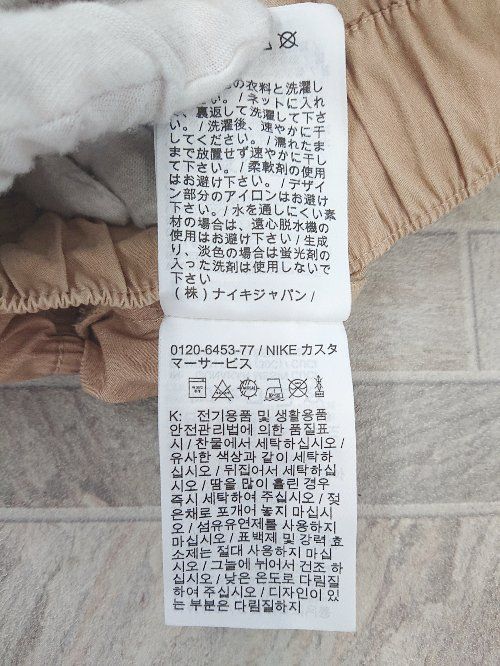 の衣料と洗濯し
い。/ ネットに入れ
、裏返して洗濯して下さ
い。/ 洗濯後、速やかに干
してください。/ 濡れたま
まで放置せず速やかに干し
て下さい。/ 柔軟剤の使用
はお避け下さい。/ デザイ
ン部分のアイロンはお避け
下さい。/ 水を通しにくい素
材の場合は、遠心脱水機の
使用はお避け下さい / 生成
り、淡色の場合は蛍光剤の
入った洗剤は使用しないで
下さい
(株) ナイキジャパン /
0120-6453-77 / NIKE カスタ
マーサービス
K: 전기용품 및 생활용품
안전관리법에 의한 품질표
시 / 찬물에서 세탁하십시오 /
유사한 색상과 같이 세탁하
십시오 / 뒤집어서 세탁하
십시오 / 땀을 많이 흘린 경우
즉시 세탁하여 주십시오 / 젖
은채로 포개어 놓지 마십시
오 / 섬유유연제를 사용하지
마십시오 / 표백제 및 강력 효
소제는 절대 사용하지 마십
시오 / 그늘에 뉘어서 건조 하
십시오 / 낮은 온도로 다림질
하여 주십시오 / 디자인이 있
는 부분은 다림질하지